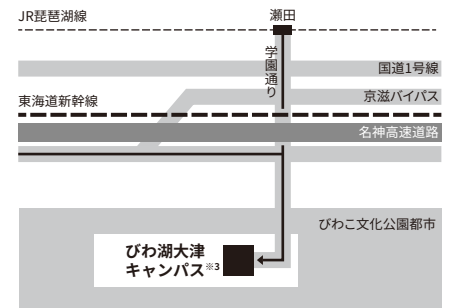 JR琵琶湖線
瀬田
学園通り
国道1号線
京滋バイパス
東海道新幹線
名神高速道路
びわこ文化公園都市
びわ湖大津
キャンパス※3